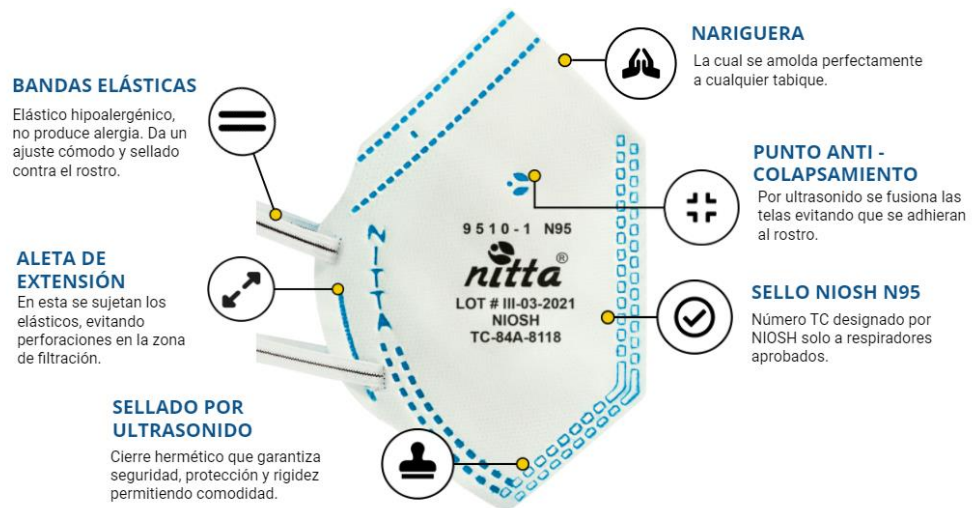 NARIGUERA
La cual se amolda perfectamente
a cualquier tabique.
BANDAS ELÁSTICAS
Elástico hipoalergénico,
no produce alergia. Da un
ajuste cómodo y sellado
contra el rostro.
PUNTO ANTI -
COLAPSAMIENTO
Por ultrasonido se fusiona las
telas evitando que se adhieran
al rostro.
ALETA DE
EXTENSIÓN
En esta se sujetan los
elásticos, evitando
perforaciones en la zona
de filtración.
NITTA
9510-1 N95
nitta®
LOT # III-03-2021
NIOSH
TC-84A-8118
SELLO NIOSH N95
Número TC designado por
NIOSH solo a respiradores
aprobados.
SELLADO POR
ULTRASONIDO
Cierre hermético que garantiza
seguridad, protección y rigidez
permitiendo comodidad.